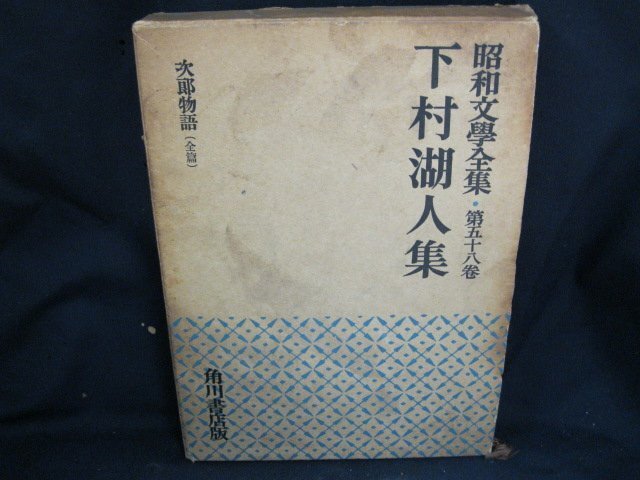 昭和文學全集・第五十八卷
下村湖人集
次郎物語(全篇)
角川書店版